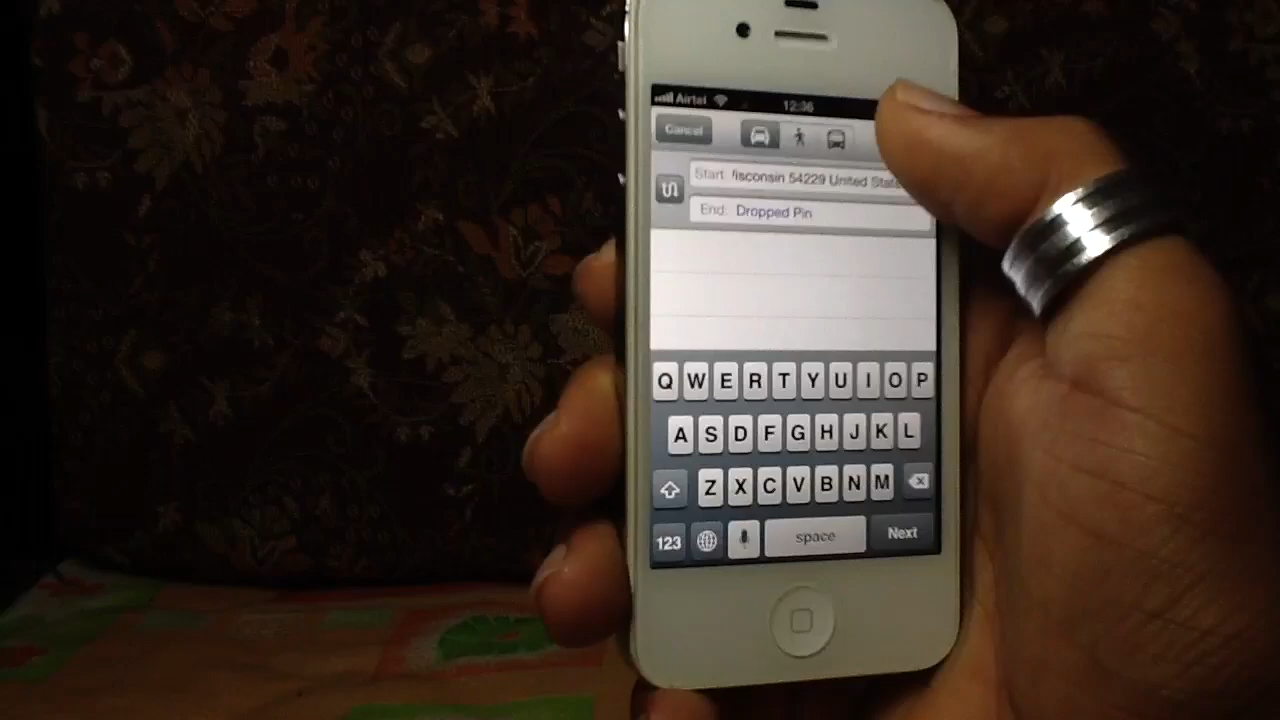 Airtel 12:36
Cancel
Start: isconsin 54229 United State
End: Dropped Pin
Q W E R T Y U I O P
A S D F G H J K L
Z X C V B N M
123 space Next